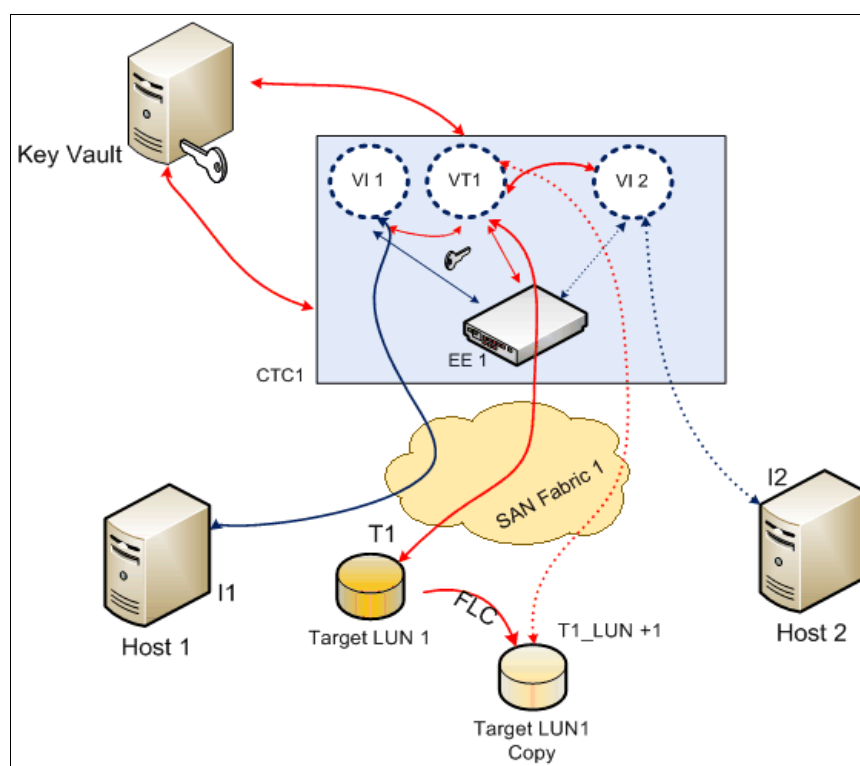 Key Vault
VI 1
VT1
VI 2
EE 1
CTC1
SAN Fabric 1
I2
T1
I1
FLC
Target LUN 1
T1_LUN +1
Host 1
Host 2
Target LUN1
Copy